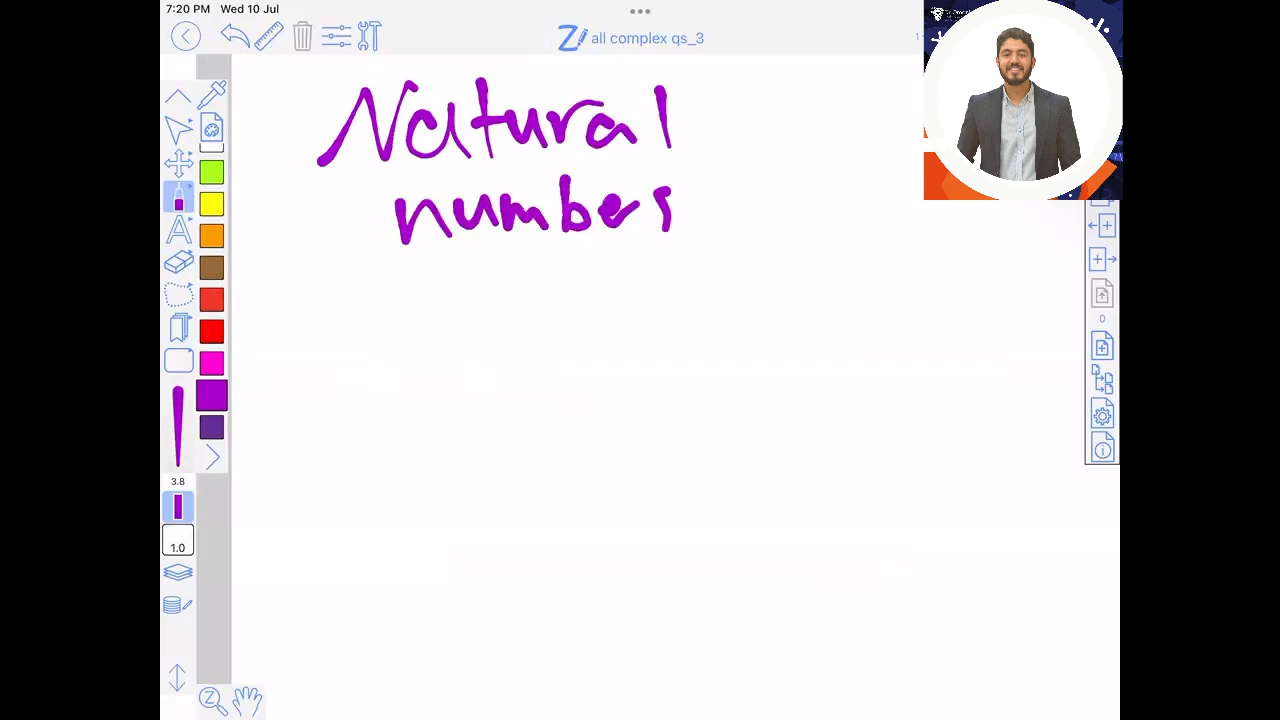 7:20 PM Wed 10 Jul
all complex qs_3
Natural
numbers
3.8
1.0
0